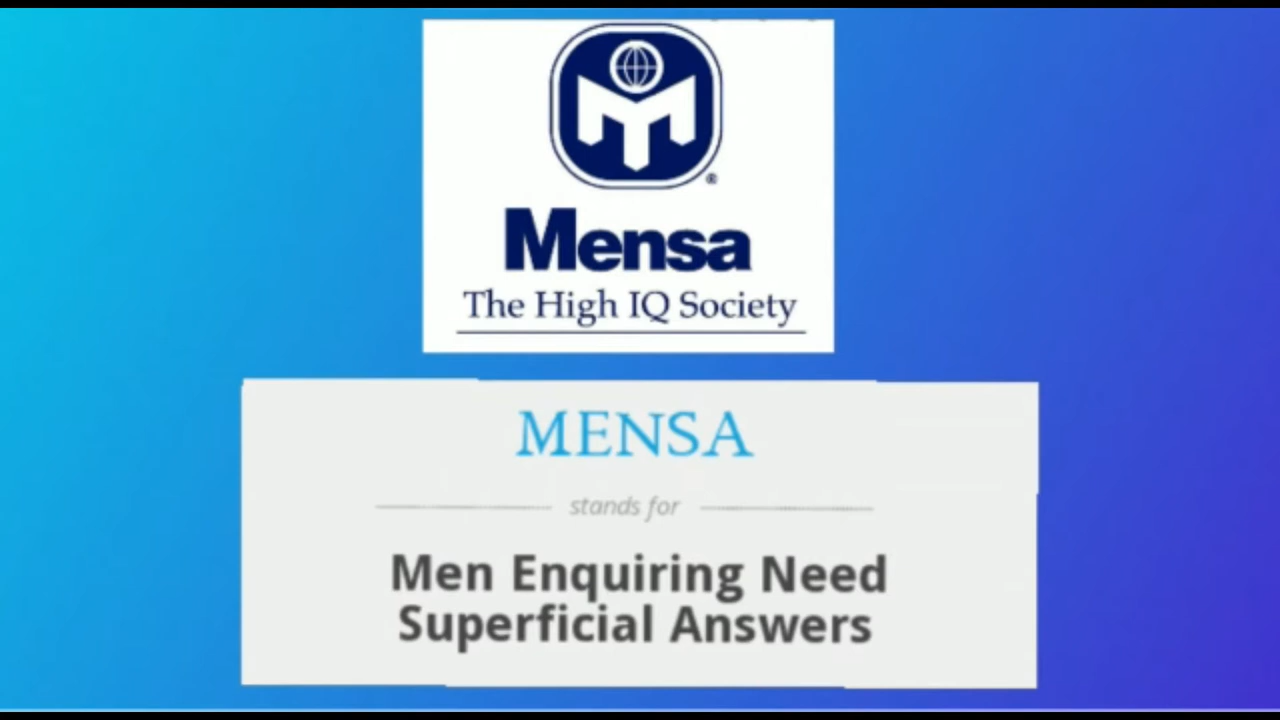 Mensa
The High IQ Society
MENSA
stands for
Men Enquiring Need
Superficial Answers